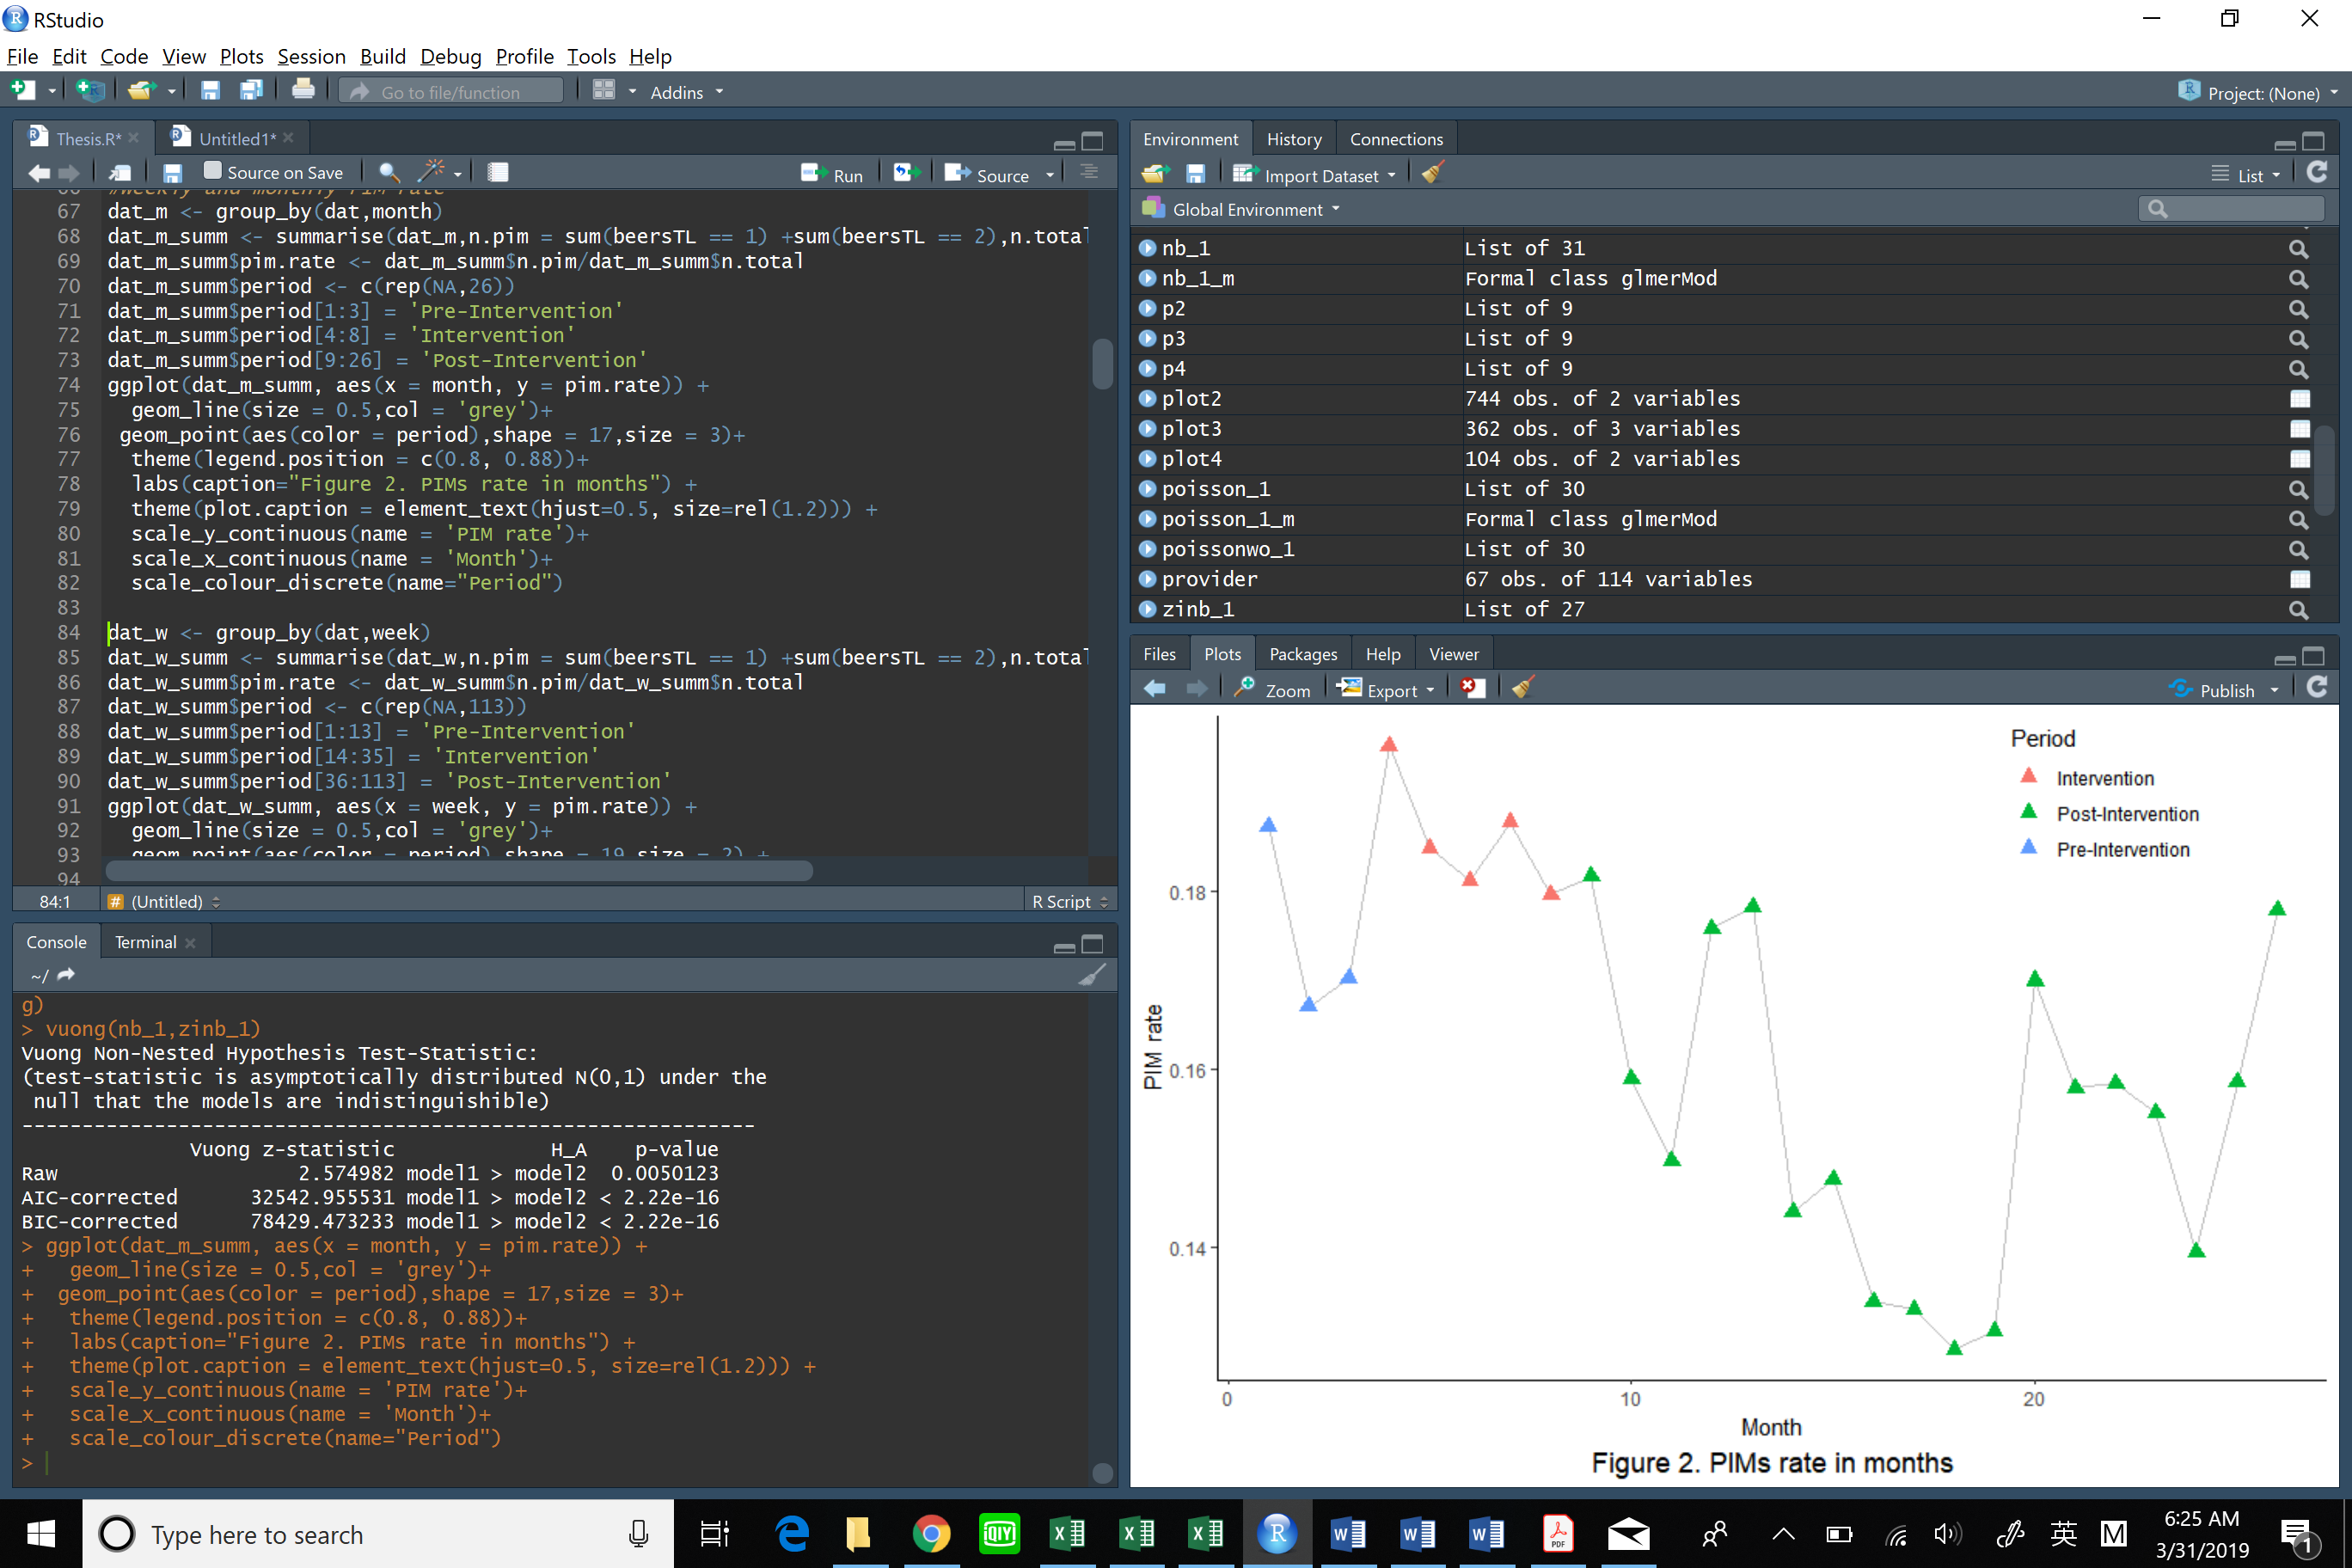 RStudio
File Edit Code View Plots Session Build Debug Profile Tools Help
Go to file/function
Addins
Project: (None)
Thesis.R*
Untitled1*
Source on Save
Run
Source
67 dat_m <- group_by(dat,month)
68 dat_m_summ <- summarise(dat_m,n.pim = sum(beersTL == 1) +sum(beersTL == 2),n.total
69 dat_m_summ$pim.rate <- dat_m_summ$n.pim/dat_m_summ$n.total
70 dat_m_summ$period <- c(rep(NA,26))
71 dat_m_summ$period[1:3] = 'Pre-Intervention'
72 dat_m_summ$period[4:8] = 'Intervention'
73 dat_m_summ$period[9:26] = 'Post-Intervention'
74 ggplot(dat_m_summ, aes(x = month, y = pim.rate)) +
75 geom_line(size = 0.5,col = 'grey')+
76 geom_point(aes(color = period),shape = 17,size = 3)+
77 theme(legend.position = c(0.8, 0.88))+
78 labs(caption="Figure 2. PIMs rate in months") +
79 theme(plot.caption = element_text(hjust=0.5, size=rel(1.2))) +
80 scale_y_continuous(name = 'PIM rate')+
81 scale_x_continuous(name = 'Month')+
82 scale_colour_discrete(name="Period")
83
84 dat_w <- group_by(dat,week)
85 dat_w_summ <- summarise(dat_w,n.pim = sum(beersTL == 1) +sum(beersTL == 2),n.total
86 dat_w_summ$pim.rate <- dat_w_summ$n.pim/dat_w_summ$n.total
87 dat_w_summ$period <- c(rep(NA,113))
88 dat_w_summ$period[1:13] = 'Pre-Intervention'
89 dat_w_summ$period[14:35] = 'Intervention'
90 dat_w_summ$period[36:113] = 'Post-Intervention'
91 ggplot(dat_w_summ, aes(x = week, y = pim.rate)) +
92 geom_line(size = 0.5,col = 'grey')+
93 geom_point(aes(color = period),shape = 19,size = 2) +
94
84:1 # (Untitled) R Script
Console Terminal
~/
g)
> vuong(nb_1,zinb_1)
Vuong Non-Nested Hypothesis Test-Statistic:
(test-statistic is asymptotically distributed N(0,1) under the
null that the models are indistinguishible)
-------------------------------------------------------------
Vuong z-statistic H_A p-value
Raw 2.574982 model1 > model2 0.0050123
AIC-corrected 32542.955531 model1 > model2 < 2.22e-16
BIC-corrected 78429.473233 model1 > model2 < 2.22e-16
> ggplot(dat_m_summ, aes(x = month, y = pim.rate)) +
+ geom_line(size = 0.5,col = 'grey')+
+ geom_point(aes(color = period),shape = 17,size = 3)+
+ theme(legend.position = c(0.8, 0.88))+
+ labs(caption="Figure 2. PIMs rate in months") +
+ theme(plot.caption = element_text(hjust=0.5, size=rel(1.2))) +
+ scale_y_continuous(name = 'PIM rate')+
+ scale_x_continuous(name = 'Month')+
+ scale_colour_discrete(name="Period")
>
Environment History Connections
Import Dataset
List
Global Environment
nb_1 List of 31
nb_1_m Formal class glmerMod
p2 List of 9
p3 List of 9
p4 List of 9
plot2 744 obs. of 2 variables
plot3 362 obs. of 3 variables
plot4 104 obs. of 2 variables
poisson_1 List of 30
poisson_1_m Formal class glmerMod
poissonwo_1 List of 30
provider 67 obs. of 114 variables
zinb_1 List of 27
Files Plots Packages Help Viewer
Zoom Export Publish
Period
Intervention
Post-Intervention
Pre-Intervention
0.18
0.16
0.14
PIM rate
0 10 20
Month
Figure 2. PIMs rate in months
Type here to search
QIY
PDF
英 M
6:25 AM
3/31/2019
1